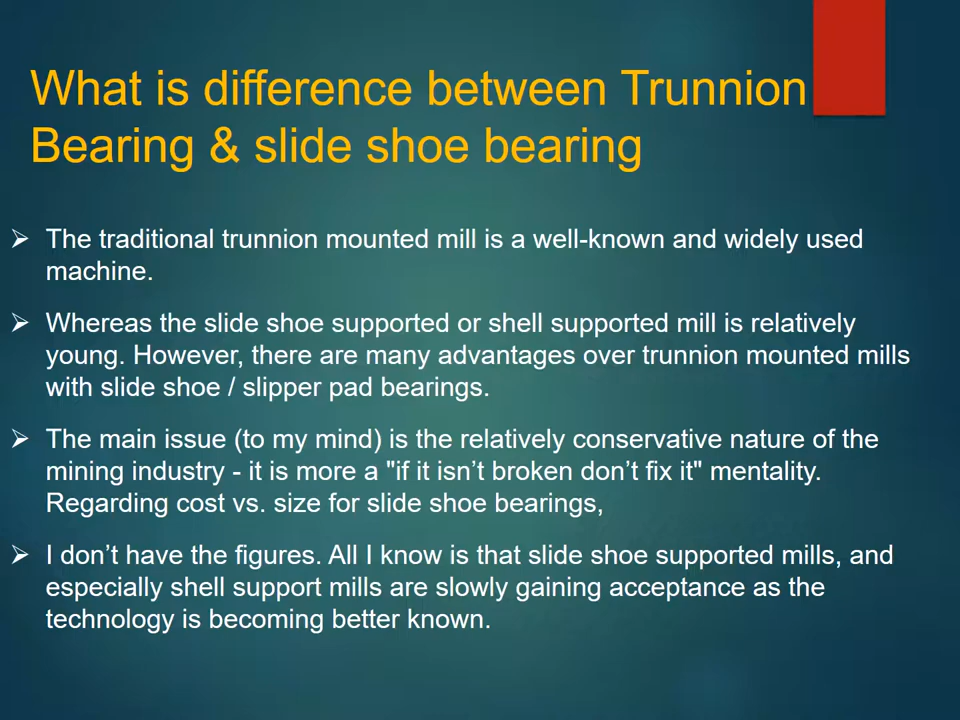 What is difference between Trunnion
Bearing & slide shoe bearing
➢ The traditional trunnion mounted mill is a well-known and widely used
machine.
➢ Whereas the slide shoe supported or shell supported mill is relatively
young. However, there are many advantages over trunnion mounted mills
with slide shoe / slipper pad bearings.
➢ The main issue (to my mind) is the relatively conservative nature of the
mining industry - it is more a "if it isn’t broken don’t fix it" mentality.
Regarding cost vs. size for slide shoe bearings,
➢ I don’t have the figures. All I know is that slide shoe supported mills, and
especially shell support mills are slowly gaining acceptance as the
technology is becoming better known.